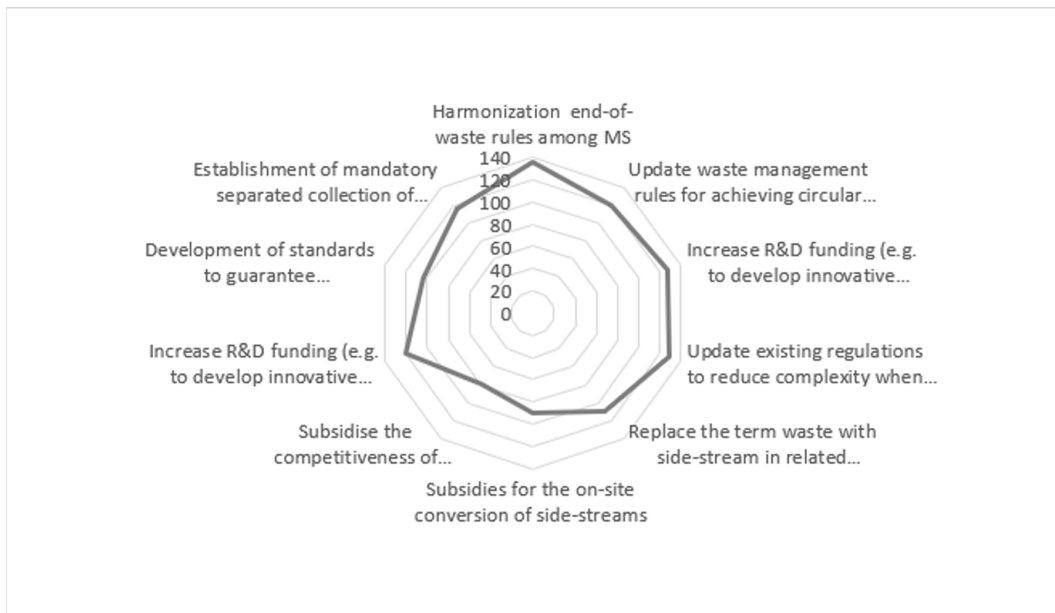 Harmonization end-of-
waste rules among MS
Update waste management
rules for achieving circular...
Increase R&D funding (e.g.
to develop innovative...
Update existing regulations
to reduce complexity when...
Replace the term waste with
side-stream in related...
Subsidies for the on-site
conversion of side-streams
Subsidise the
competitiveness of...
Increase R&D funding (e.g.
to develop innovative...
Development of standards
to guarantee...
Establishment of mandatory
separated collection of...
140
120
100
80
60
40
20
0